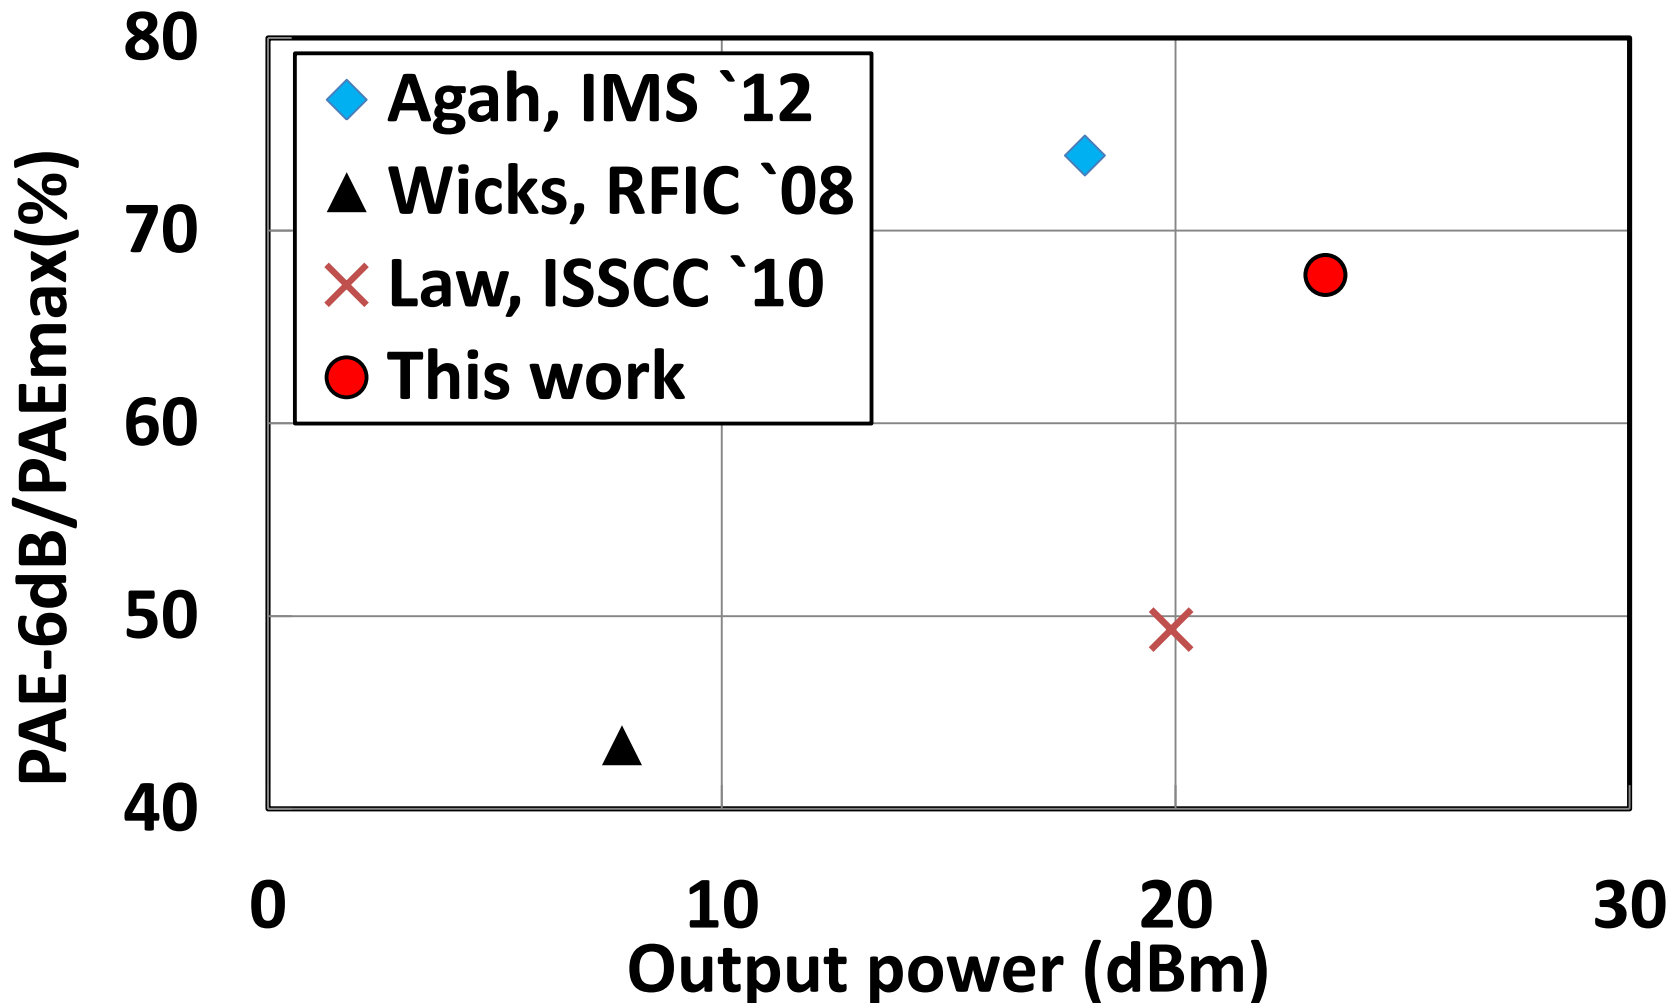 80
70
60
50
40
PAE-6dB/PAEmax(%)
Agah, IMS `12
Wicks, RFIC `08
Law, ISSCC `10
This work
0 10 20 30
Output power (dBm)